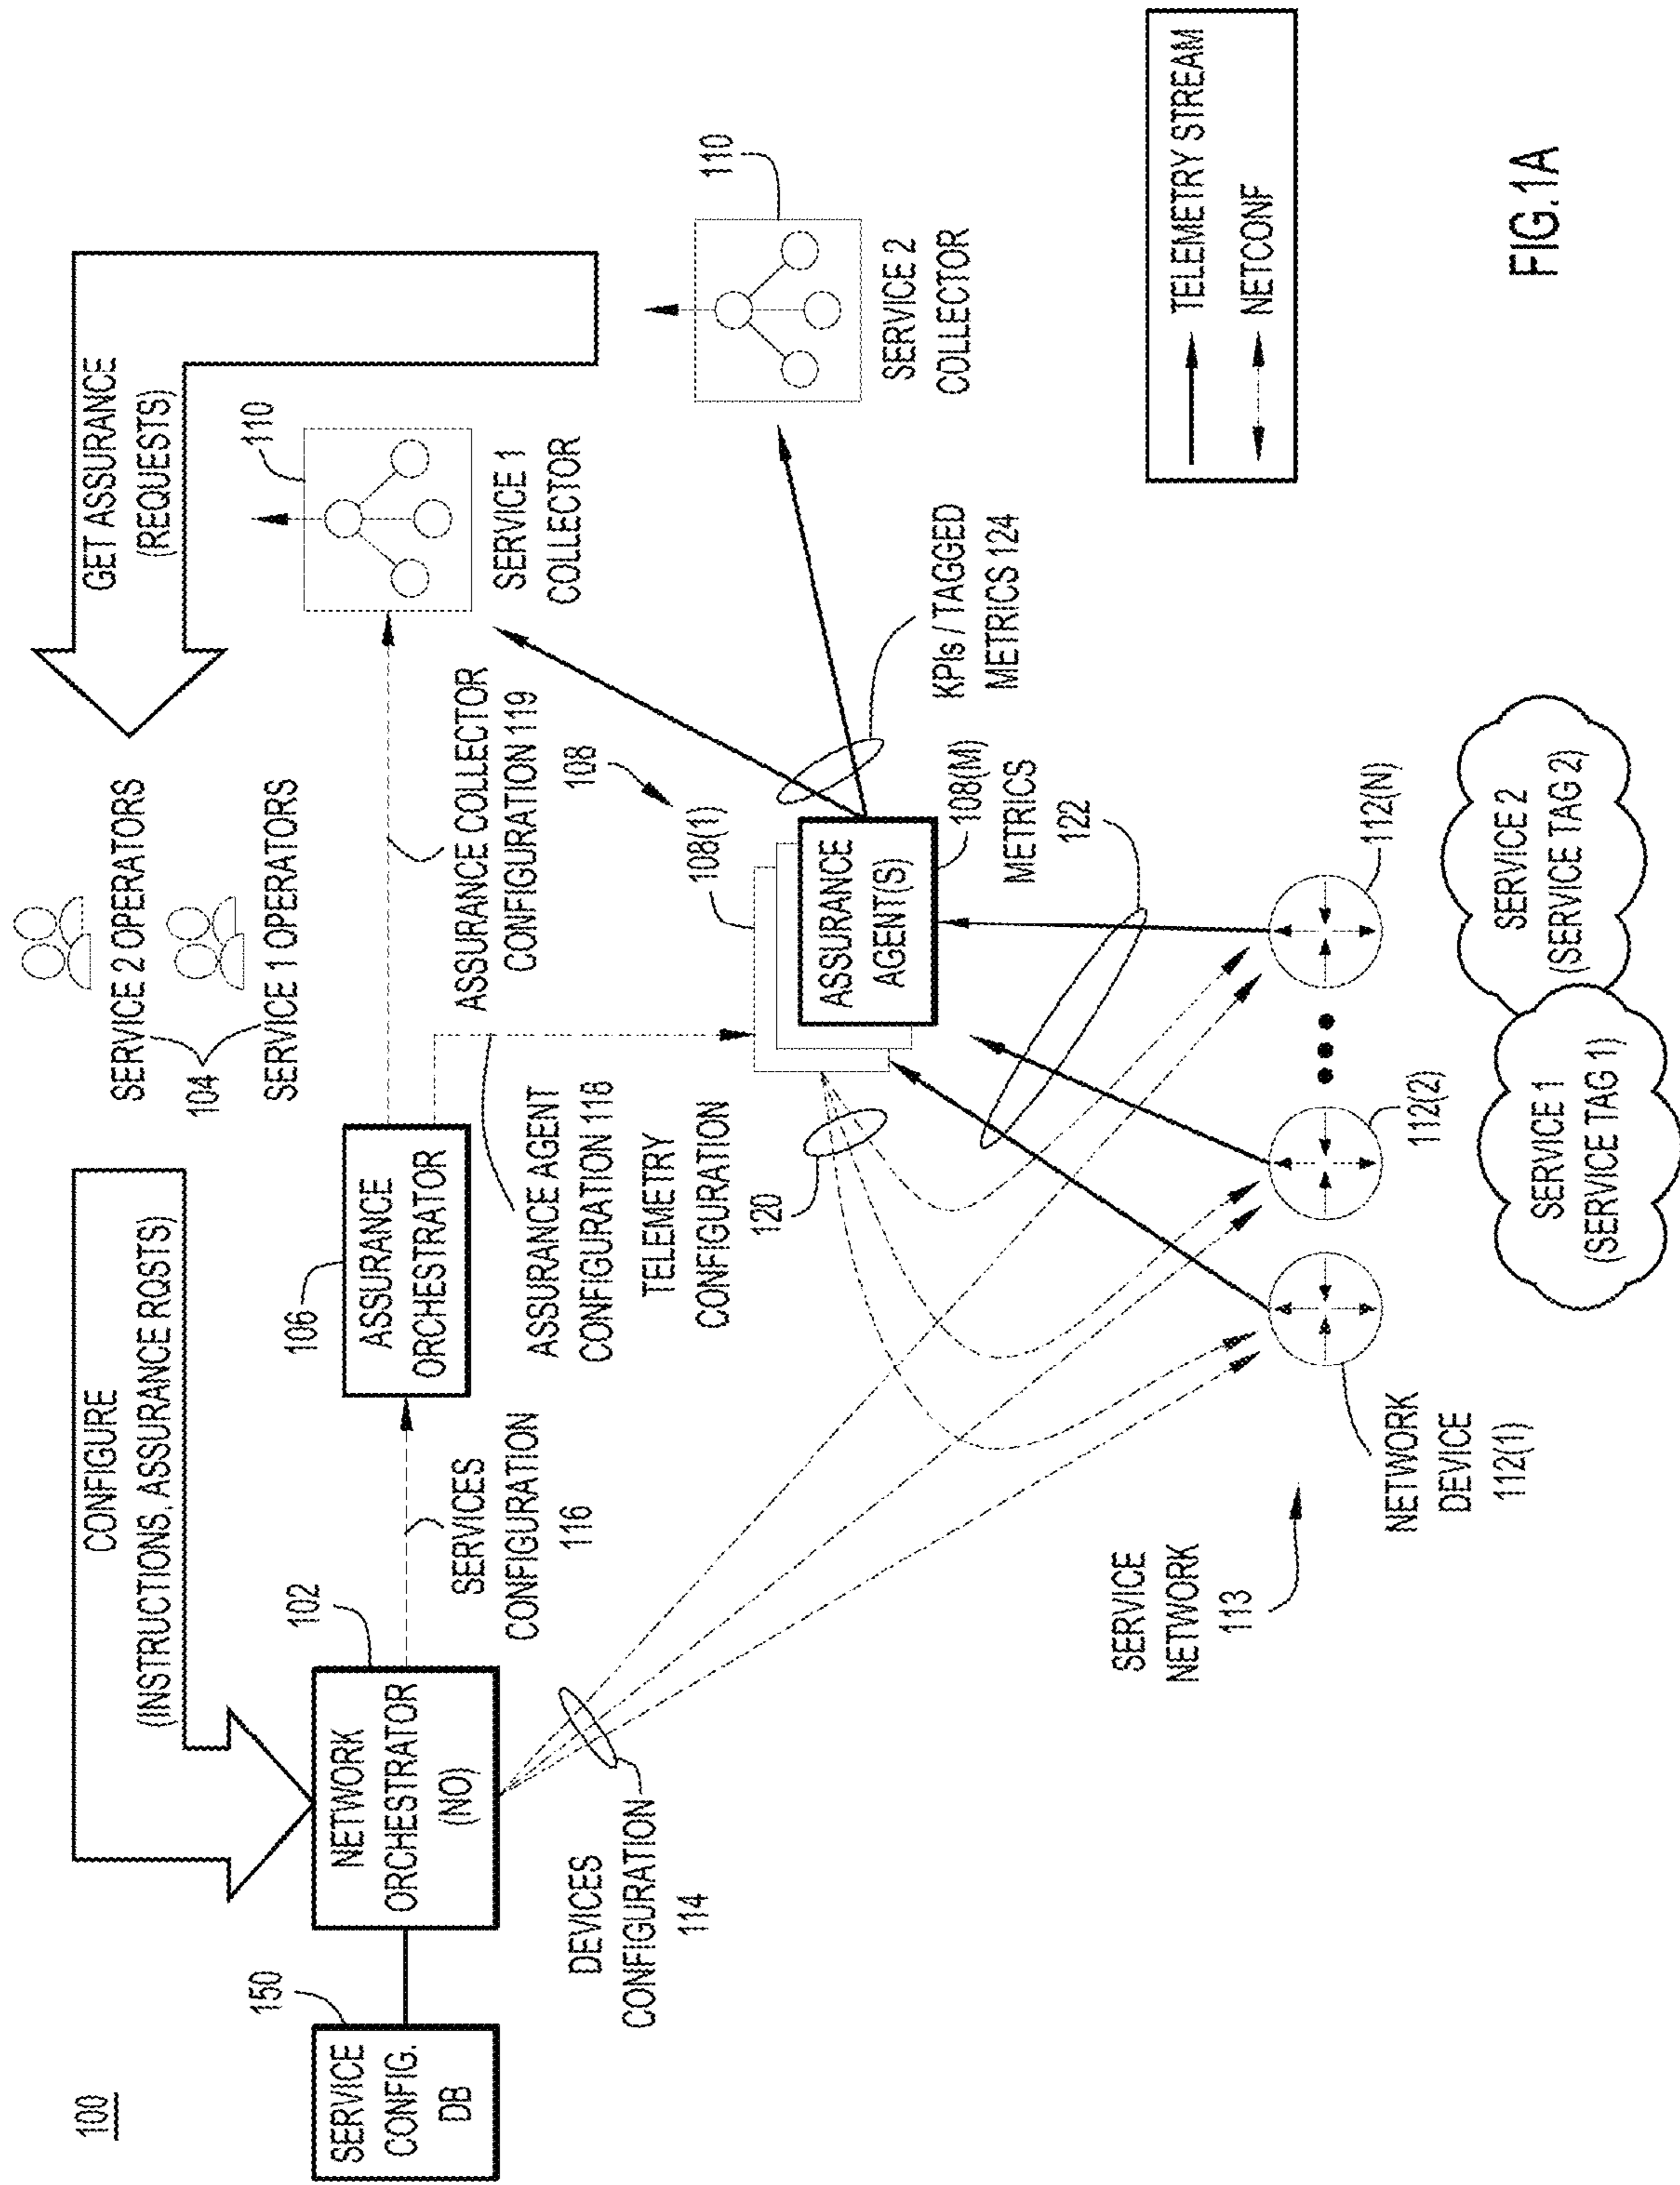 100
CONFIGURE
(INSTRUCTIONS, ASSURANCE RQSTS)
SERVICE 2 OPERATORS
104
SERVICE 1 OPERATORS
GET ASSURANCE
(REQUESTS)
150
SERVICE
CONFIG.
DB
102
NETWORK
ORCHESTRATOR
(NO)
SERVICES
CONFIGURATION
116
106
ASSURANCE
ORCHESTRATOR
ASSURANCE COLLECTOR
CONFIGURATION 119
110
SERVICE 1
COLLECTOR
110
SERVICE 2
COLLECTOR
ASSURANCE AGENT
CONFIGURATION 118
DEVICES
CONFIGURATION
114
TELEMETRY
CONFIGURATION
120
108
108(1)
ASSURANCE
AGENT(S)
108(M)
KPIs / TAGGED
METRICS 124
METRICS
122
SERVICE
NETWORK
113
NETWORK
DEVICE
112(1)
112(2)
112(N)
SERVICE 1
(SERVICE TAG 1)
SERVICE 2
(SERVICE TAG 2)
TELEMETRY STREAM
NETCONF
FIG.1A